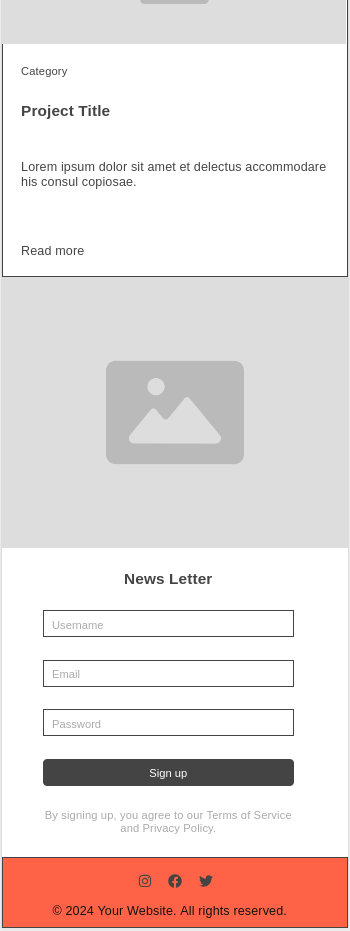 Category
Project Title
Lorem ipsum dolor sit amet et delectus accommodare
his consul copiosae.
Read more
News Letter
Username
Email
Password
Sign up
By signing up, you agree to our Terms of Service
and Privacy Policy.
© 2024 Your Website. All rights reserved.